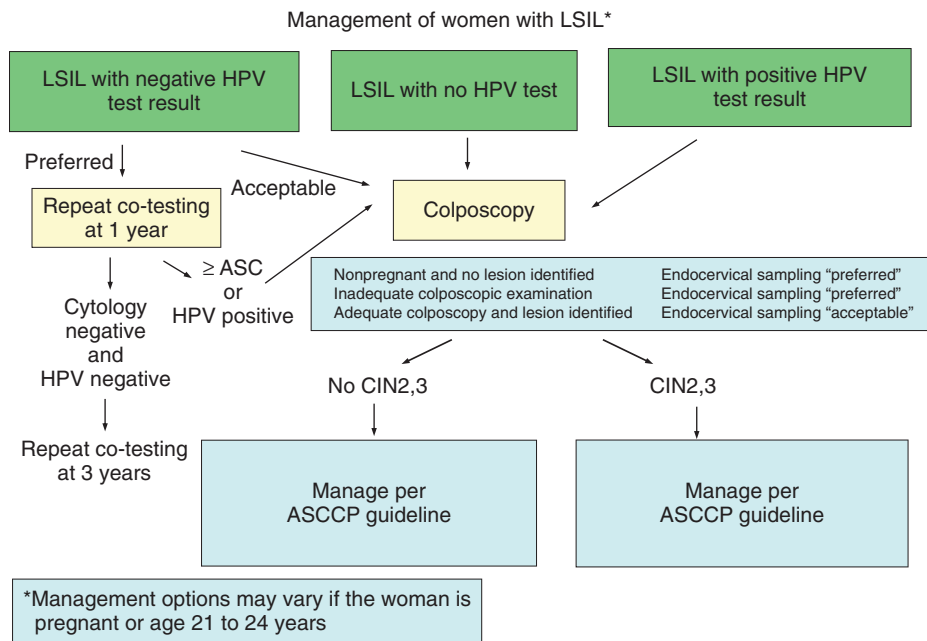 Management of women with LSIL*
LSIL with negative HPV
test result
LSIL with no HPV test
LSIL with positive HPV
test result
Preferred
Acceptable
Repeat co-testing
at 1 year
Colposcopy
≥ ASC
or
HPV positive
Cytology
negative
and
HPV negative
Repeat co-testing
at 3 years
Nonpregnant and no lesion identified Endocervical sampling “preferred”
Inadequate colposcopic examination Endocervical sampling “preferred”
Adequate colposcopy and lesion identified Endocervical sampling “acceptable”
No CIN2,3
CIN2,3
Manage per
ASCCP guideline
Manage per
ASCCP guideline
*Management options may vary if the woman is
pregnant or age 21 to 24 years